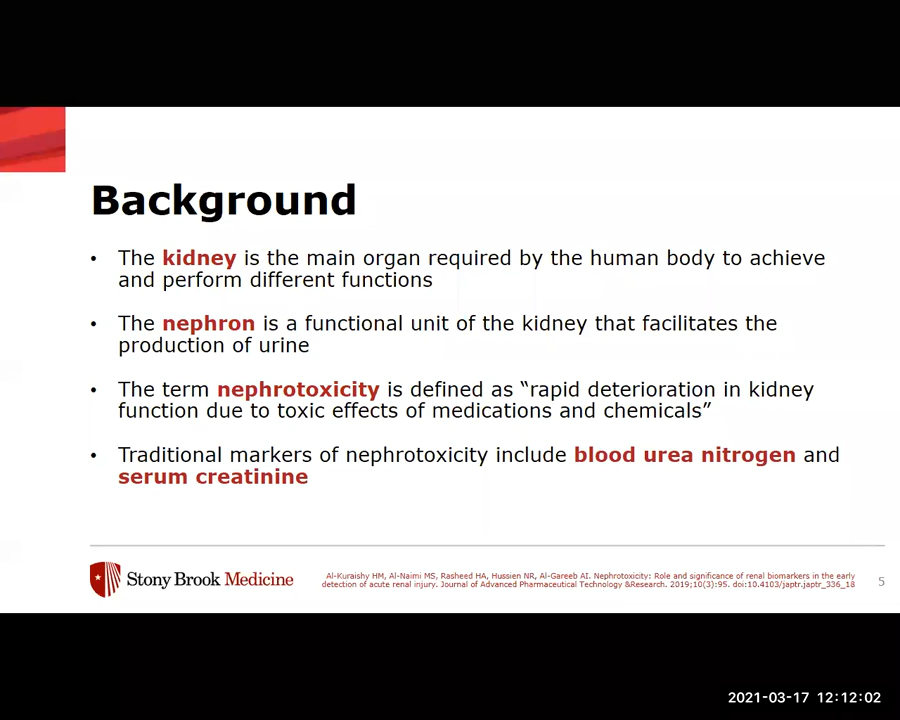 Background
• The kidney is the main organ required by the human body to achieve
and perform different functions
• The nephron is a functional unit of the kidney that facilitates the
production of urine
• The term nephrotoxicity is defined as “rapid deterioration in kidney
function due to toxic effects of medications and chemicals”
• Traditional markers of nephrotoxicity include blood urea nitrogen and
serum creatinine
Stony Brook Medicine
Al-Kuraishy HM, Al-Naimi MS, Rasheed HA, Hussien NR, Al-Gareeb AI. Nephrotoxicity: Role and significance of renal biomarkers in the early
detection of acute renal injury. Journal of Advanced Pharmaceutical Technology &Research. 2019;10(3):95. doi:10.4103/japtr.japtr_336_18
5
2021-03-17 12:12:02